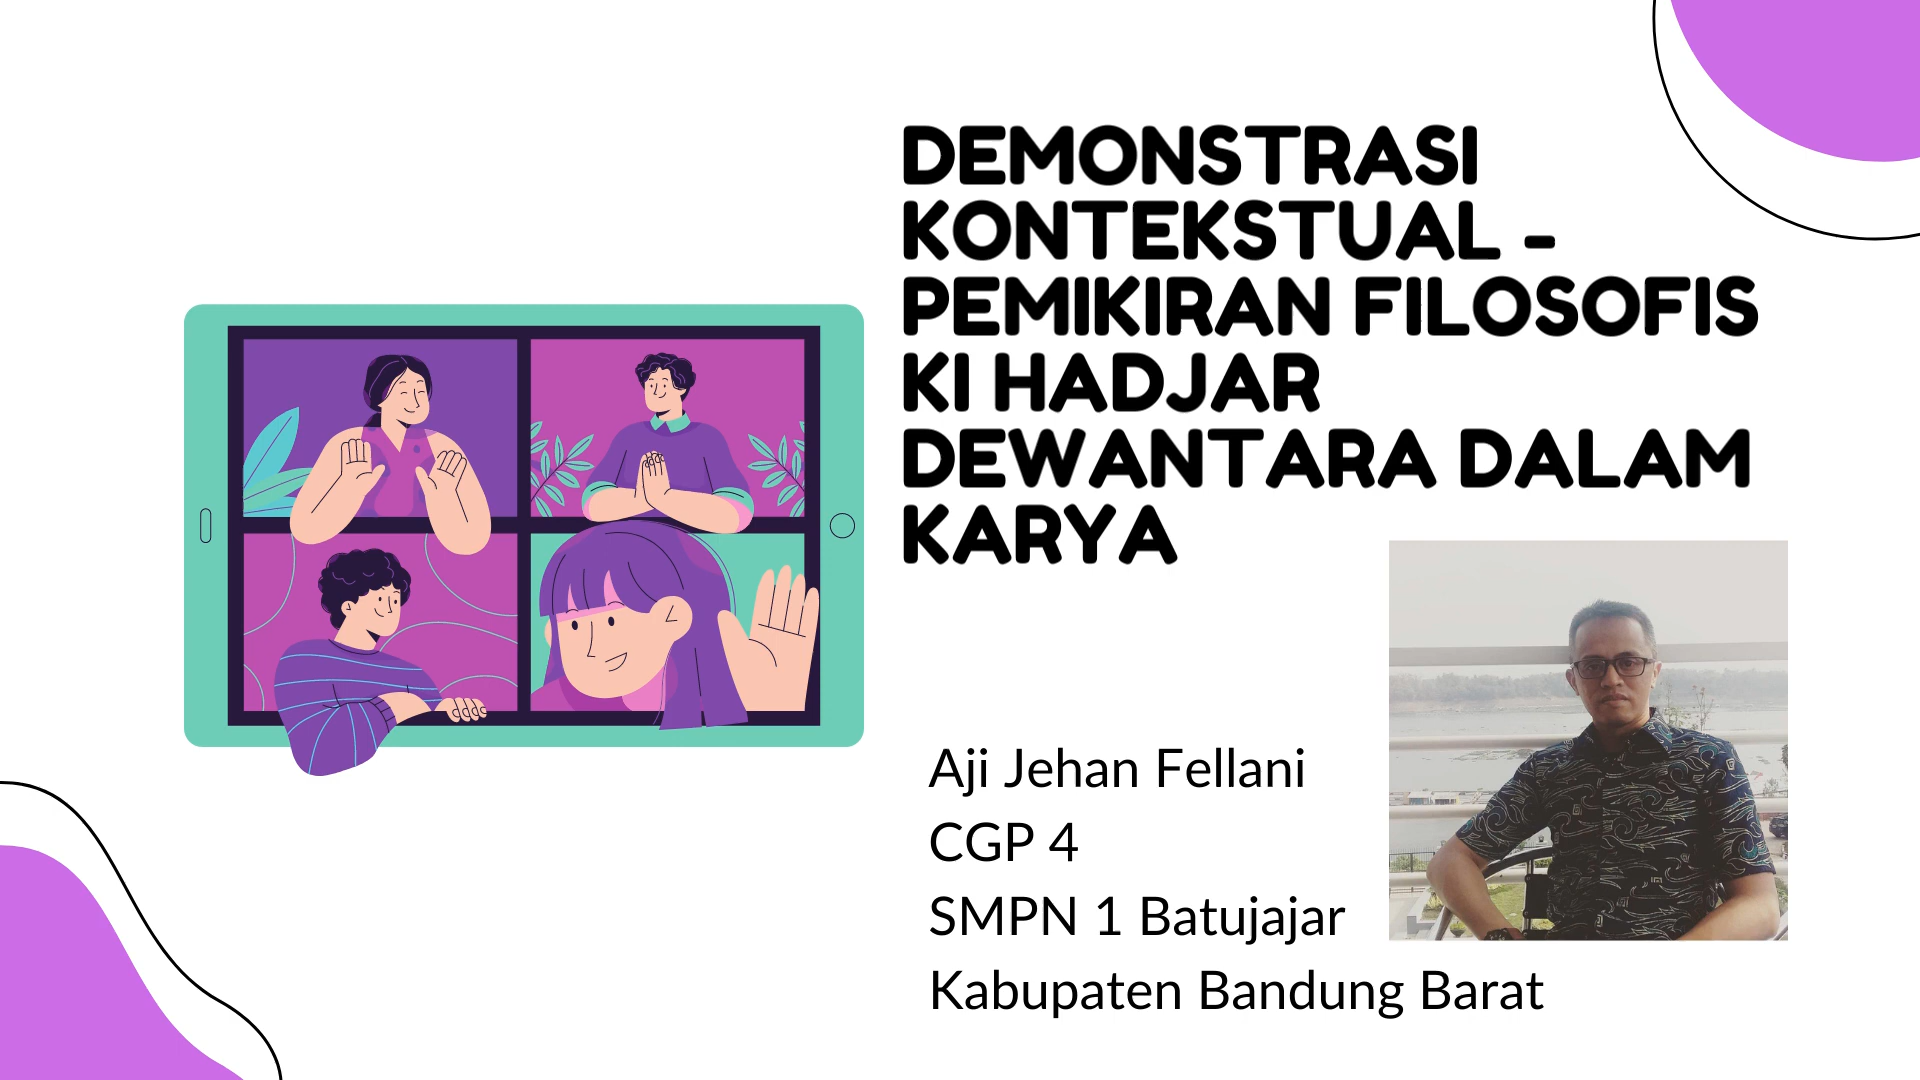 DEMONSTRASI
KONTEKSTUAL -
PEMIKIRAN FILOSOFIS
KI HADJAR
DEWANTARA DALAM
KARYA
Aji Jehan Fellani
CGP 4
SMPN 1 Batujajar
Kabupaten Bandung Barat